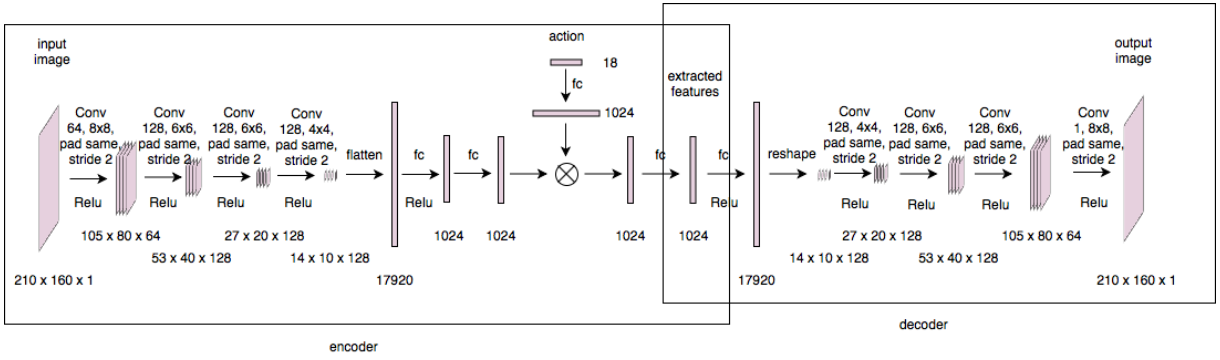 input
image
Conv
64, 8x8,
pad same,
stride 2
Relu
105 x 80 x 64
210 x 160 x 1
Conv
128, 6x6,
pad same,
stride 2
Relu
53 x 40 x 128
Conv
128, 6x6,
pad same,
stride 2
Relu
27 x 20 x 128
Conv
128, 4x4,
pad same,
stride 2
Relu
14 x 10 x 128
flatten
17920
fc
Relu
1024
fc
1024
action
18
fc
1024
1024
fc
extracted
features
1024
fc
Relu
17920
reshape
14 x 10 x 128
Conv
128, 4x4,
pad same,
stride 2
Relu
27 x 20 x 128
Conv
128, 6x6,
pad same,
stride 2
Relu
53 x 40 x 128
Conv
128, 6x6,
pad same,
stride 2
Relu
105 x 80 x 64
Conv
1, 8x8,
pad same,
stride 2
Relu
output
image
210 x 160 x 1
decoder
encoder